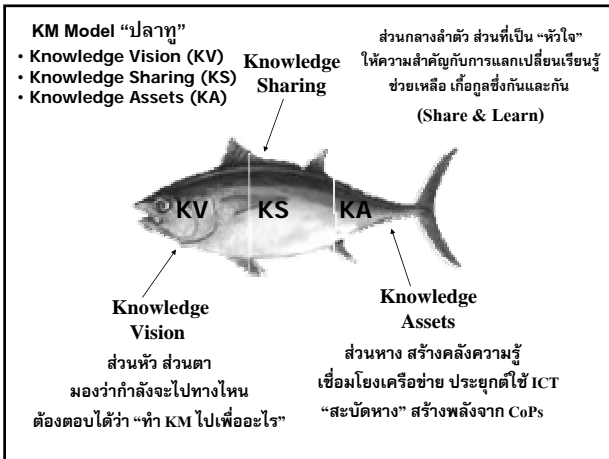 KM Model “ปลาทู”
• Knowledge Vision (KV)
• Knowledge Sharing (KS)
• Knowledge Assets (KA)
Knowledge
Sharing
ส่วนกลางลำตัว ส่วนที่เป็น “หัวใจ”
ให้ความสำคัญกับการแลกเปลี่ยนเรียนรู้
ช่วยเหลือ เกื้อกูลซึ่งกันและกัน
(Share & Learn)
KV KS KA
Knowledge
Vision
ส่วนหัว ส่วนตา
มองว่ากำลังจะไปทางไหน
ต้องตอบได้ว่า “ทำ KM ไปเพื่ออะไร”
Knowledge
Assets
ส่วนหาง สร้างคลังความรู้
เชื่อมโยงเครือข่าย ประยุกต์ใช้ ICT
“สะบัดหาง” สร้างพลังจาก CoPs